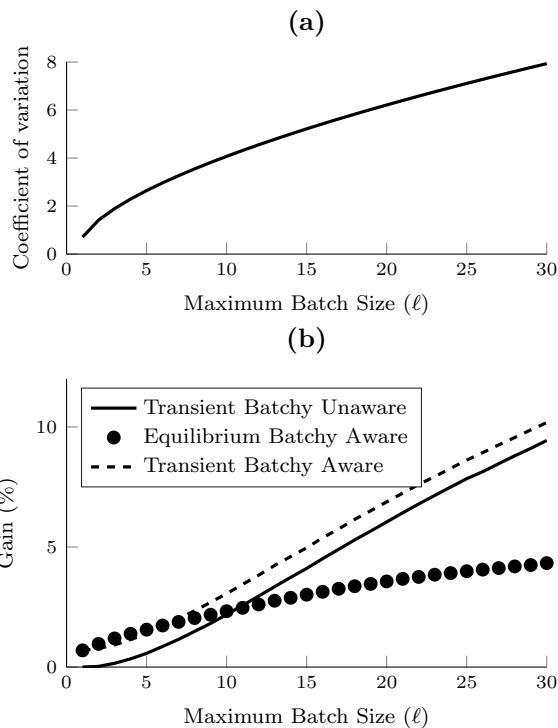 (a)
Coefficient of variation
8
6
4
2
0
0 5 10 15 20 25 30
Maximum Batch Size (ℓ)
(b)
Gain (%)
10
5
0
Transient Batchy Unaware
Equilibrium Batchy Aware
Transient Batchy Aware
0 5 10 15 20 25 30
Maximum Batch Size (ℓ)